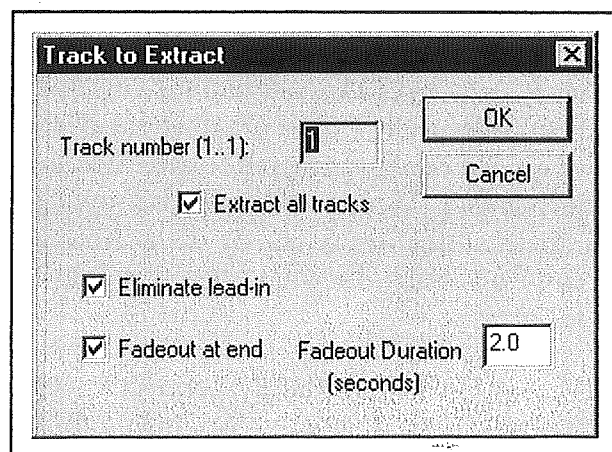 Track to Extract
Track number (1..1): 1
OK
Cancel
Extract all tracks
Eliminate lead-in
Fadeout at end
Fadeout Duration
(seconds)
2.0